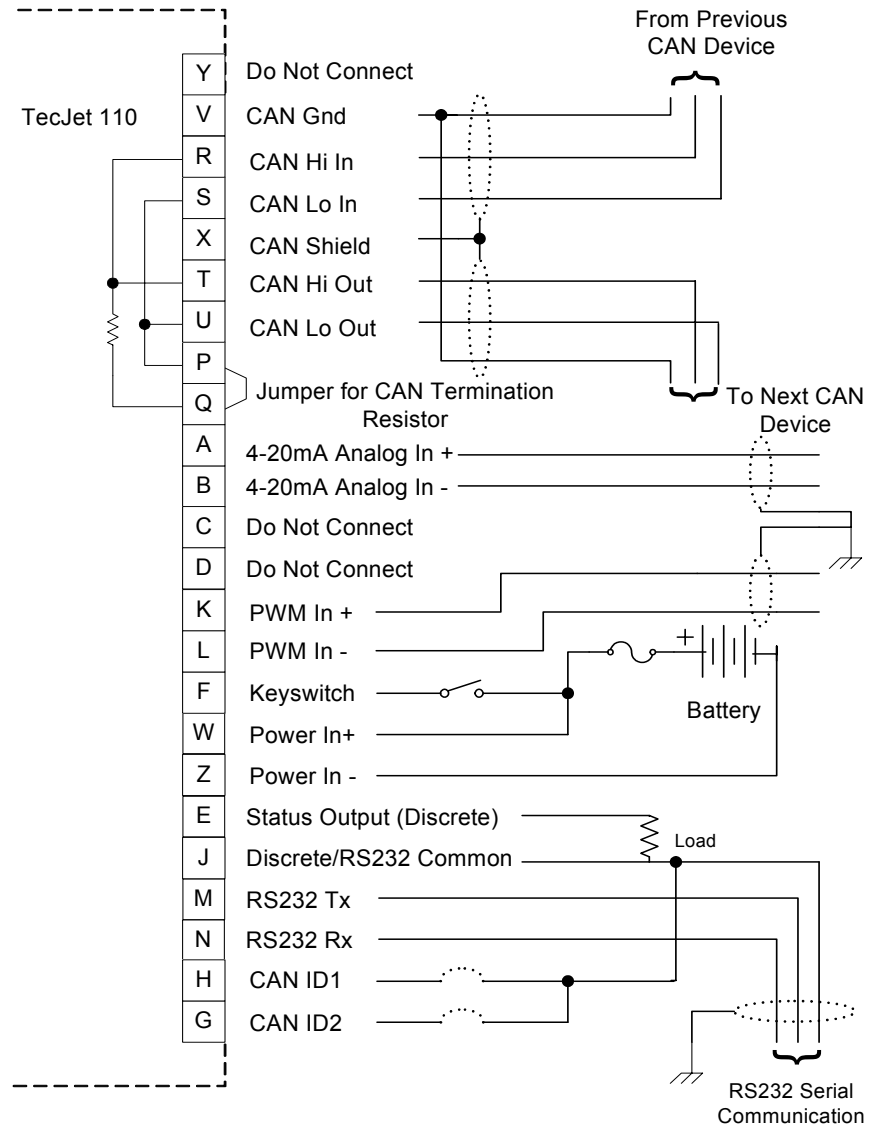 From Previous
CAN Device
TecJet 110
Y Do Not Connect
V CAN Gnd
R CAN Hi In
S CAN Lo In
X CAN Shield
T CAN Hi Out
U CAN Lo Out
P
Q
Jumper for CAN Termination
Resistor
To Next CAN
Device
A 4-20mA Analog In +
B 4-20mA Analog In -
C Do Not Connect
D Do Not Connect
K PWM In +
L PWM In -
+
Battery
F Keyswitch
W Power In+
Z Power In -
E Status Output (Discrete)
Load
J Discrete/RS232 Common
M RS232 Tx
N RS232 Rx
H CAN ID1
G CAN ID2
RS232 Serial
Communication